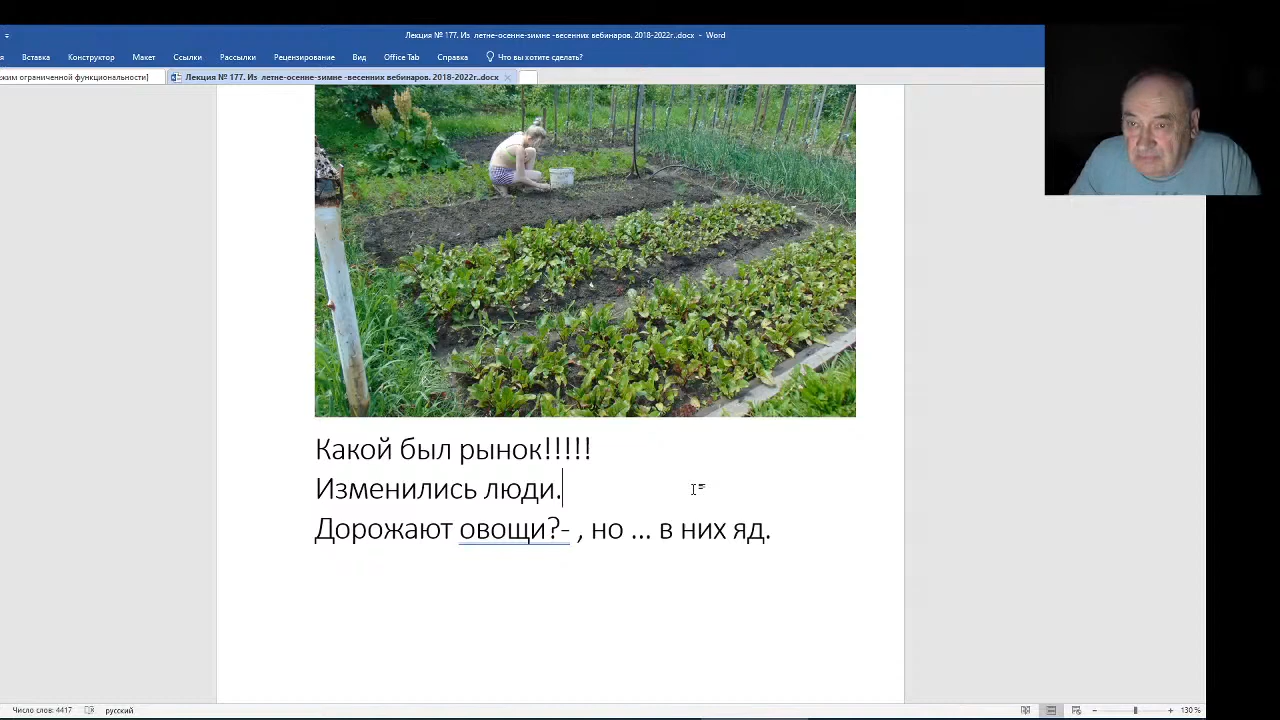 Лекция № 177. Из летне-осенне-зимне -весенних вебинаров. 2018-2022г..docx - Word
Вставка Конструктор Макет Ссылки Рассылки Рецензирование Вид Office Tab Справка Что вы хотите сделать?
ограниченной функциональности] Лекция № 177. Из летне-осенне-зимне -весенних вебинаров. 2018-2022г..docx
Какой был рынок!!!!!
Изменились люди.
Дорожают овощи?- , но ... в них яд.
Число слов: 4417 русский 130 %